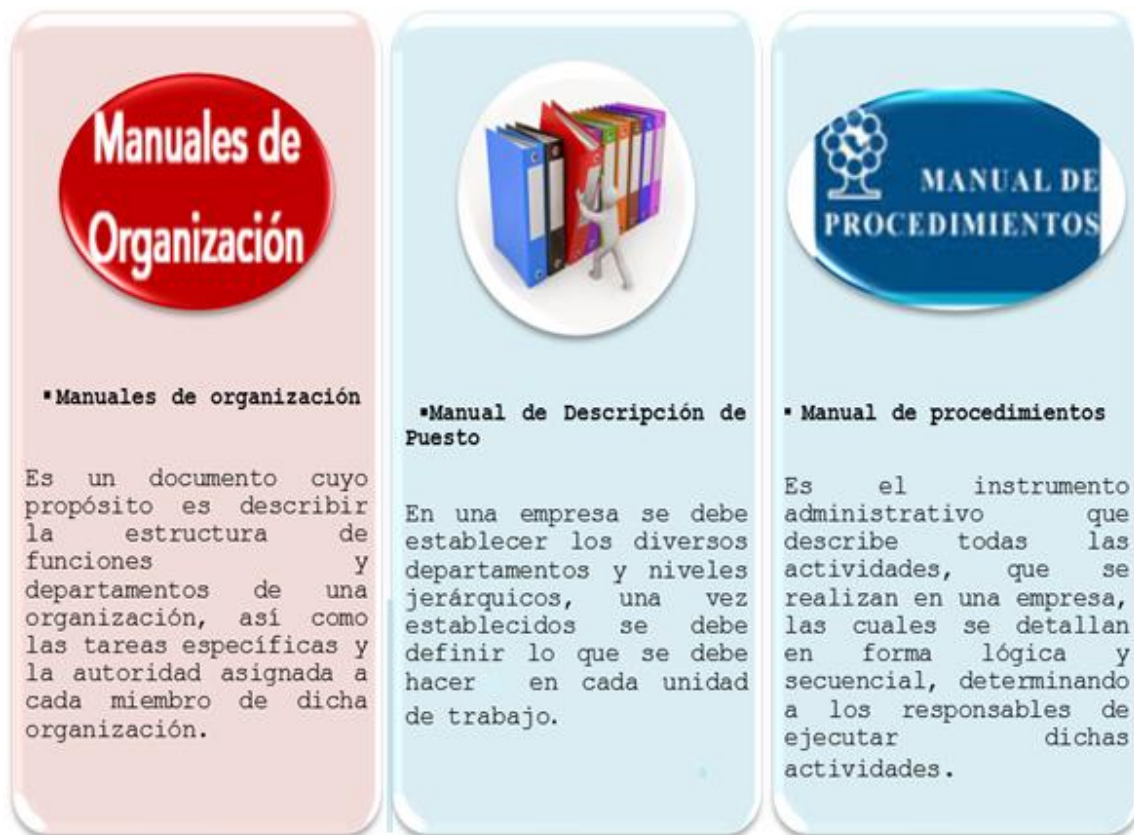 Manuales de
Organización
▪Manuales de organización
Es un documento cuyo
propósito es describir
la estructura de
funciones y
departamentos de una
organización, así como
las tareas específicas y
la autoridad asignada a
cada miembro de dicha
organización.
▪Manual de Descripción de
Puesto
En una empresa se debe
establecer los diversos
departamentos y niveles
jerárquicos, una vez
establecidos se debe
definir lo que se debe
hacer en cada unidad
de trabajo.
MANUAL DE
PROCEDIMIENTOS
▪ Manual de procedimientos
Es el instrumento
administrativo que
describe todas las
actividades, que se
realizan en una empresa,
las cuales se detallan
en forma lógica y
secuencial, determinando
a los responsables de
ejecutar dichas
actividades.